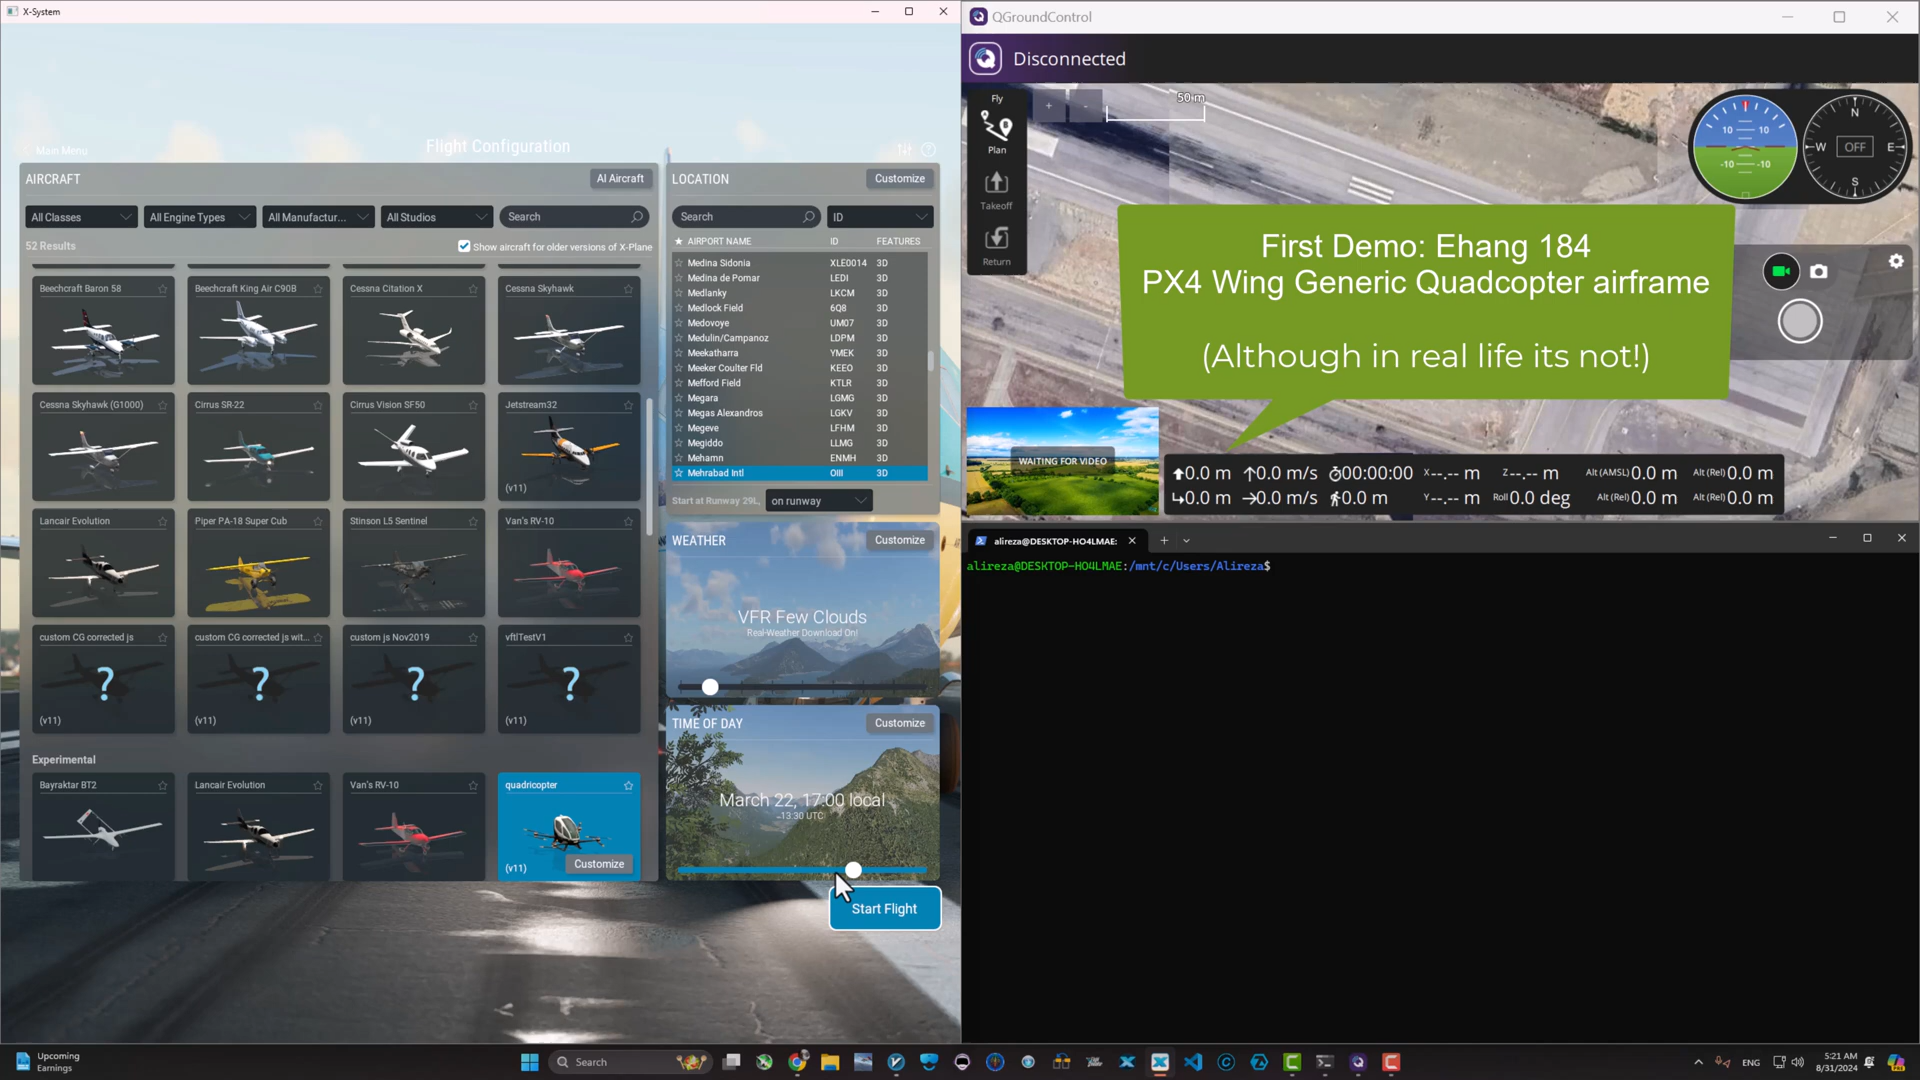 X-System
Main Menu
Flight Configuration
AIRCRAFT
AI Aircraft
All Classes
All Engine Types
All Manufactur...
All Studios
Search
52 Results
Show aircraft for older versions of X-Plane
Beechcraft Baron 58
Beechcraft King Air C90B
Cessna Citation X
Cessna Skyhawk
Cessna Skyhawk (G1000)
Cirrus SR-22
Cirrus Vision SF50
Jetstream32
(v11)
Lancair Evolution
Piper PA-18 Super Cub
Stinson L5 Sentinel
Van's RV-10
custom CG corrected js
custom CG corrected js wit...
custom js Nov2019
vftlTestV1
? ? ? ?
(v11) (v11) (v11) (v11)
Experimental
Bayraktar BT2
Lancair Evolution
Van's RV-10
quadricopter
(v11)
Customize
LOCATION
Customize
Search
ID
AIRPORT NAME ID FEATURES
Medina Sidonia XLE0014 3D
Medina de Pomar LEDI 3D
Medlanky LKCM 3D
Medlock Field 6Q8 3D
Medovoye UM07 3D
Medulin/Campanoz LDPM 3D
Meekatharra YMEK 3D
Meeker Coulter Fld KEEO 3D
Mefford Field KTLR 3D
Megara LGMG 3D
Megas Alexandros LGKV 3D
Megeve LFHM 3D
Megiddo LLMG 3D
Mehamn ENMH 3D
Mehrabad Intl OIII 3D
Start at Runway 29L,
on runway
WEATHER
Customize
VFR Few Clouds
Real-Weather Download On!
TIME OF DAY
Customize
March 22, 17:00 local
~13:30 UTC
Start Flight
QGroundControl
Disconnected
Fly
Plan
Takeoff
Return
+ -
50 m
10 10
-10 -10
N
W OFF E
S
First Demo: Ehang 184
PX4 Wing Generic Quadcopter airframe
(Although in real life its not!)
WAITING FOR VIDEO
0.0 m 0.0 m/s 00:00:00 X--.-- m Z--.-- m Alt (AMSL) 0.0 m Alt (Rel) 0.0 m
0.0 m 0.0 m/s 0.0 m Y--.-- m Roll 0.0 deg Alt (Rel) 0.0 m Alt (Rel) 0.0 m
alireza@DESKTOP-HO4LMAE:
alireza@DESKTOP-HO4LMAE:/mnt/c/Users/Alireza$
Upcoming
Earnings
Search
ENG
5:21 AM
8/31/2024